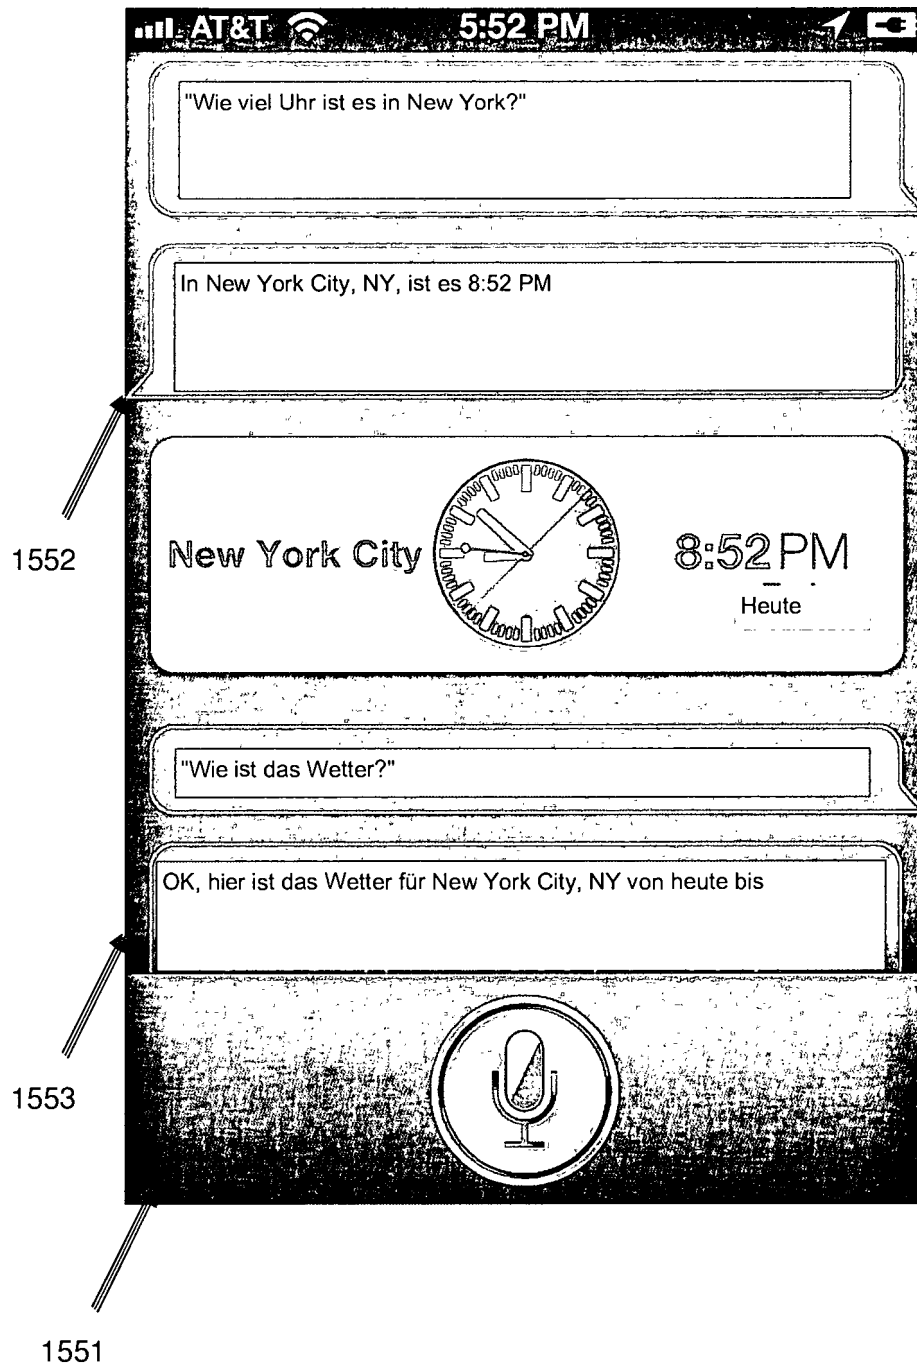 AT&T 5:52 PM
"Wie viel Uhr ist es in New York?"
In New York City, NY, ist es 8:52 PM
1552
New York City 8:52 PM
Heute
"Wie ist das Wetter?"
OK, hier ist das Wetter für New York City, NY von heute bis
1553
1551